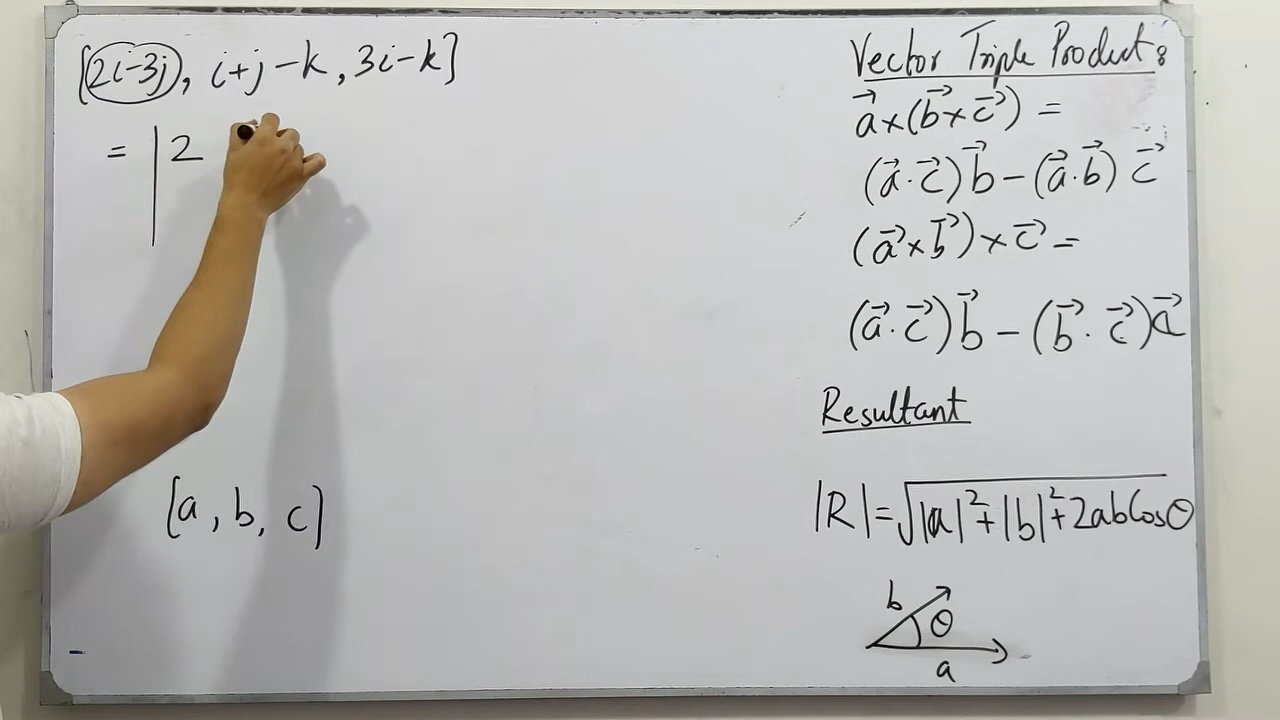 [2i-3j, i+j-k, 3i-k]
= |2
[a, b, c]
Vector Triple Product:
a⃗×(b⃗×c⃗) =
(a⃗·c⃗)b⃗-(a⃗·b⃗)c⃗
(a⃗×b⃗)×c⃗ =
(a⃗·c⃗)b⃗-(b⃗·c⃗)a⃗
Resultant
|R|=√|a|²+|b|²+2abCosθ
b
θ
a